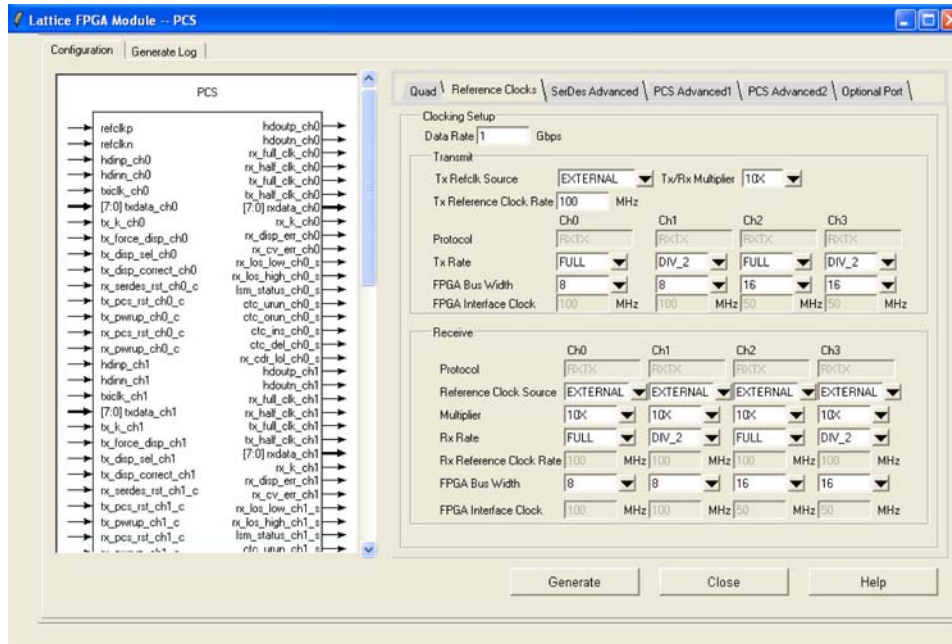 Lattice FPGA Module -- PCS
Configuration Generate Log
PCS
refclkp
refclkn
hdinp_ch0
hdinn_ch0
txiclk_ch0
[7:0] txdata_ch0
tx_k_ch0
tx_force_disp_ch0
tx_disp_sel_ch0
tx_disp_correct_ch0
rx_serdes_rst_ch0_c
tx_pcs_rst_ch0_c
tx_pwrup_ch0_c
rx_pcs_rst_ch0_c
rx_pwrup_ch0_c
hdinp_ch1
hdinn_ch1
txiclk_ch1
[7:0] txdata_ch1
tx_k_ch1
tx_force_disp_ch1
tx_disp_sel_ch1
tx_disp_correct_ch1
rx_serdes_rst_ch1_c
tx_pcs_rst_ch1_c
tx_pwrup_ch1_c
rx_pcs_rst_ch1_c
hdoutp_ch0
hdoutn_ch0
rx_full_clk_ch0
rx_half_clk_ch0
tx_full_clk_ch0
tx_half_clk_ch0
[7:0] rxdata_ch0
rx_k_ch0
rx_disp_err_ch0
rx_cv_err_ch0
rx_los_low_ch0_s
rx_los_high_ch0_s
lsm_status_ch0_s
ctc_urun_ch0_s
ctc_orun_ch0_s
ctc_ins_ch0_s
ctc_del_ch0_s
rx_cdr_lol_ch0_s
hdoutp_ch1
hdoutn_ch1
rx_full_clk_ch1
rx_half_clk_ch1
tx_full_clk_ch1
tx_half_clk_ch1
[7:0] rxdata_ch1
rx_k_ch1
rx_disp_err_ch1
rx_cv_err_ch1
rx_los_low_ch1_s
rx_los_high_ch1_s
lsm_status_ch1_s
ctc_urun_ch1_s
Quad Reference Clocks SerDes Advanced PCS Advanced1 PCS Advanced2 Optional Port
Clocking Setup
Data Rate 1 Gbps
Transmit
Tx Refclk Source EXTERNAL Tx/Rx Multiplier 10X
Tx Reference Clock Rate 100 MHz
Ch0 Ch1 Ch2 Ch3
Protocol RXTX RXTX RXTX RXTX
Tx Rate FULL DIV_2 FULL DIV_2
FPGA Bus Width 8 8 16 16
FPGA Interface Clock 100 MHz 100 MHz 50 MHz 50 MHz
Receive
Ch0 Ch1 Ch2 Ch3
Protocol RXTX RXTX RXTX RXTX
Reference Clock Source EXTERNAL EXTERNAL EXTERNAL EXTERNAL
Multiplier 10X 10X 10X 10X
Rx Rate FULL DIV_2 FULL DIV_2
Rx Reference Clock Rate 100 MHz 100 MHz 100 MHz 100 MHz
FPGA Bus Width 8 8 16 16
FPGA Interface Clock 100 MHz 100 MHz 50 MHz 50 MHz
Generate Close Help